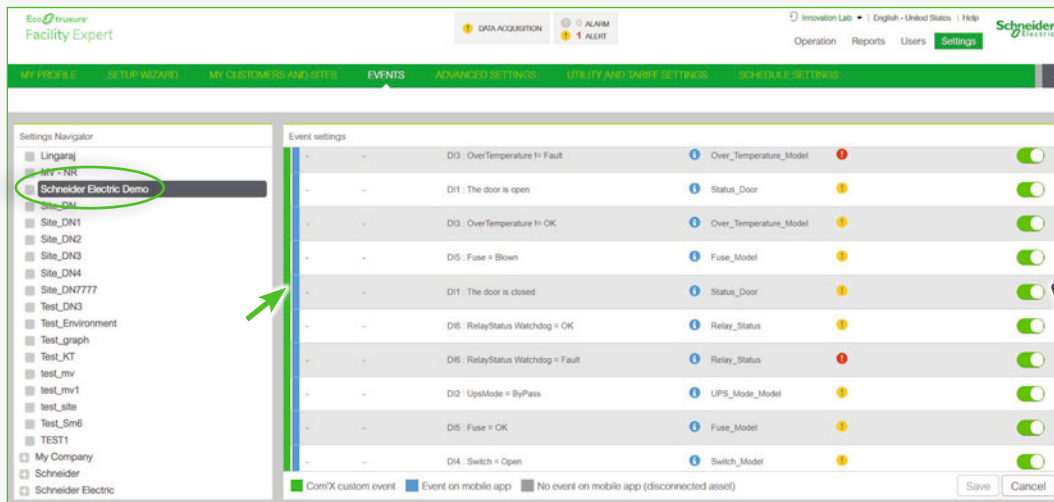 EcoStruxure
Facility Expert
DATA ACQUISITION
0 ALARM
1 ALERT
Innovation Lab | English - United States | Help
Operation Reports Users Settings
Schneider Electric
MY PROFILE SETUP WIZARD MY CUSTOMERS AND SITES EVENTS ADVANCED SETTINGS UTILITY AND TARIFF SETTINGS SCHEDULE SETTINGS
Settings Navigator
Lingaraj
MV - NR
Schneider Electric Demo
Site_DN
Site_DN1
Site_DN2
Site_DN3
Site_DN4
Site_DN7777
Test_DN3
Test_Environment
Test_graph
Test_KT
test_mv
test_mv1
test_site
Test_Sm6
TEST1
My Company
Schneider
Schneider Electric
Event settings
- - DI3 : OverTemperature != Fault Over_Temperature_Model
- - DI1 : The door is open Status_Door
- - DI3 : OverTemperature != OK Over_Temperature_Model
- - DI5 : Fuse = Blown Fuse_Model
- - DI1 : The door is closed Status_Door
- - DI6 : RelayStatus Watchdog = OK Relay_Status
- - DI6 : RelayStatus Watchdog = Fault Relay_Status
- - DI2 : UpsMode = ByPass UPS_Mode_Model
- - DI5 : Fuse = OK Fuse_Model
- - DI4 : Switch = Open Switch_Model
Com'X custom event Event on mobile app No event on mobile app (disconnected asset) Save Cancel